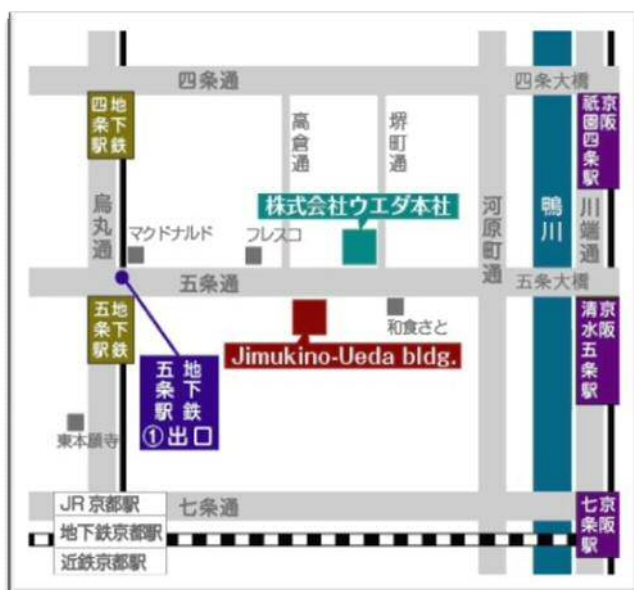 四条通
四条大橋
地下鉄
四条駅
京阪
祇園四条駅
高倉通
堺町通
烏丸通
河原町通
鴨川
川端通
株式会社ウエダ本社
マクドナルド
フレスコ
五条通
五条大橋
地下鉄
五条駅
和食さと
京阪
清水五条駅
Jimukino-Ueda bldg.
地下鉄
五条駅
①出口
東本願寺
JR 京都駅
七条通
地下鉄京都駅
近鉄京都駅
京阪
七条駅